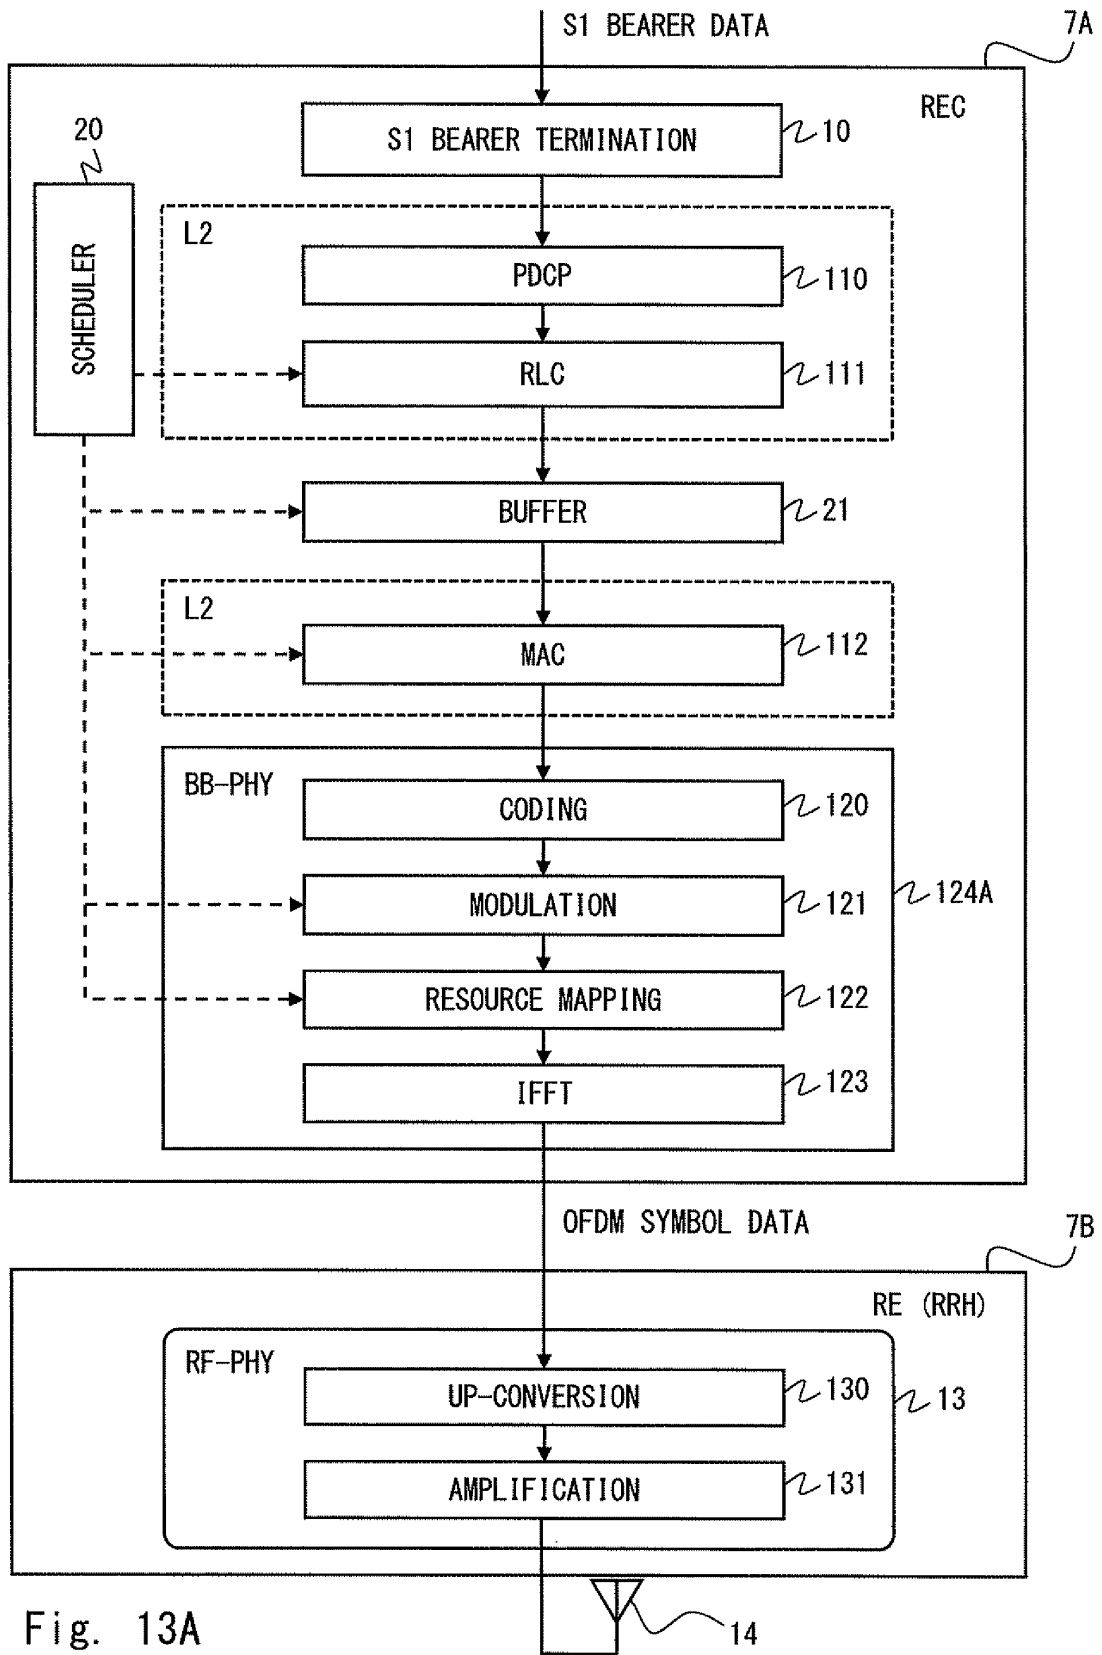 S1 BEARER DATA
7A
REC
S1 BEARER TERMINATION
10
20
SCHEDULER
L2
PDCP
110
RLC
111
BUFFER
21
L2
MAC
112
BB-PHY
CODING
120
MODULATION
121
124A
RESOURCE MAPPING
122
IFFT
123
OFDM SYMBOL DATA
7B
RE (RRH)
RF-PHY
UP-CONVERSION
130
13
AMPLIFICATION
131
14
Fig. 13A